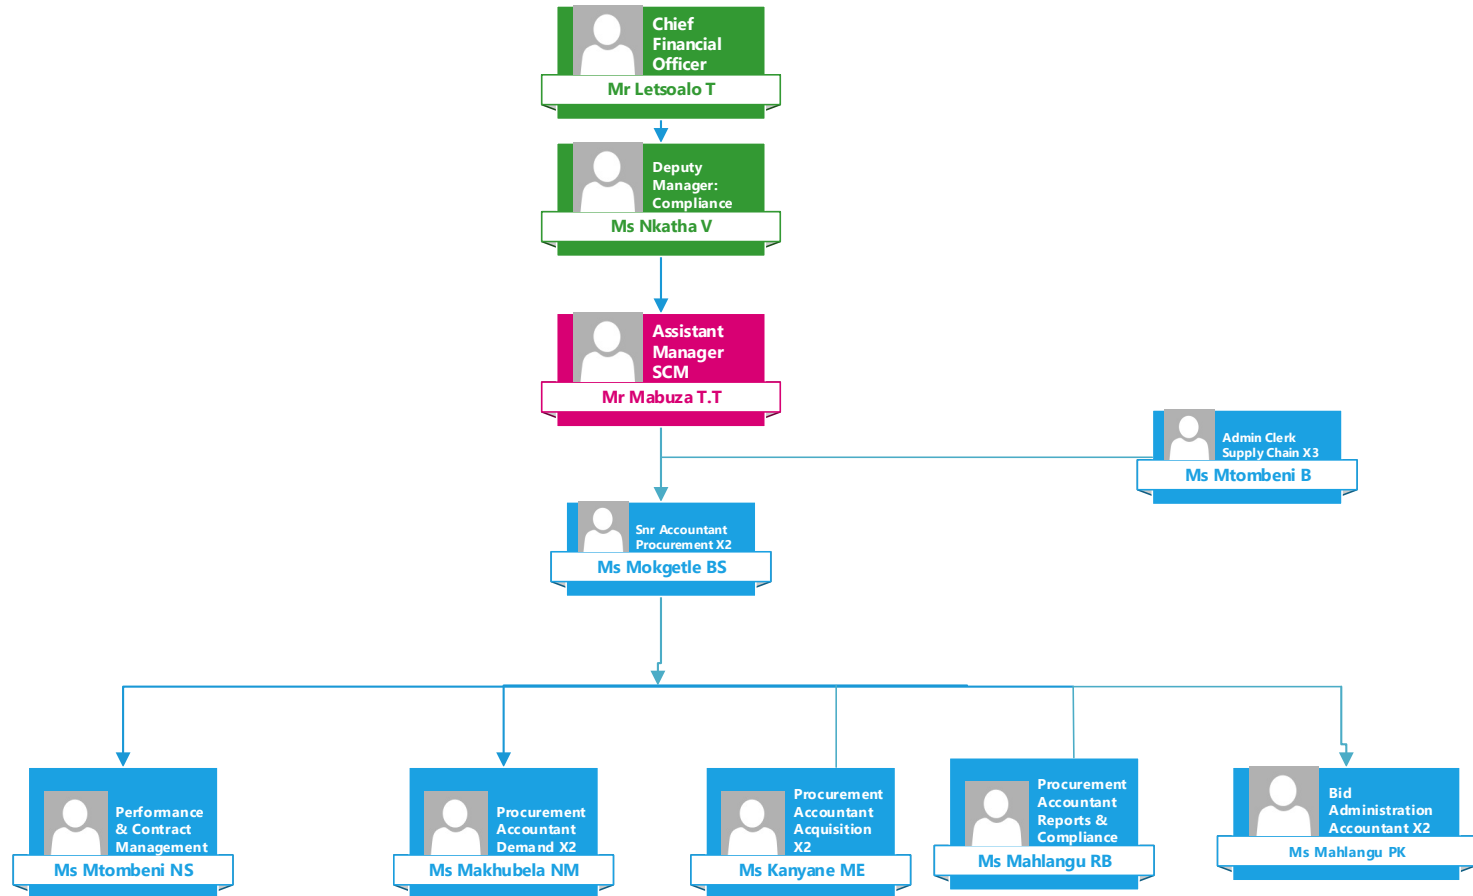 Chief
Financial
Officer
Mr Letsoalo T
Deputy
Manager:
Compliance
Ms Nkatha V
Assistant
Manager
SCM
Mr Mabuza T.T
Admin Clerk
Supply Chain X3
Ms Mtombeni B
Snr Accountant
Procurement X2
Ms Mokgetle BS
Performance
& Contract
Management
Ms Mtombeni NS
Procurement
Accountant
Demand X2
Ms Makhubela NM
Procurement
Accountant
Acquisition
X2
Ms Kanyane ME
Procurement
Accountant
Reports &
Compliance
Ms Mahlangu RB
Bid
Administration
Accountant X2
Ms Mahlangu PK